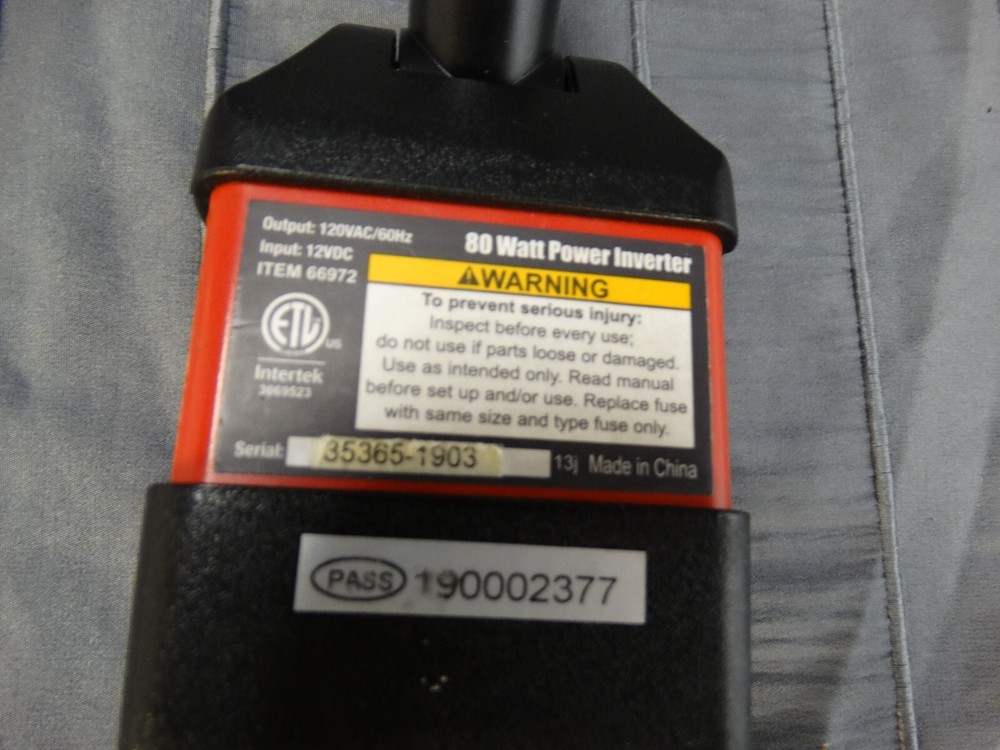 Output: 120VAC/60Hz
Input: 12VDC
ITEM 66972
80 Watt Power Inverter
WARNING
To prevent serious injury:
Inspect before every use;
do not use if parts loose or damaged.
Use as intended only. Read manual
before set up and/or use. Replace fuse
with same size and type fuse only.
ETL
US
Intertek
3069523
Serial: 35365-1903 13j Made in China
PASS 190002377